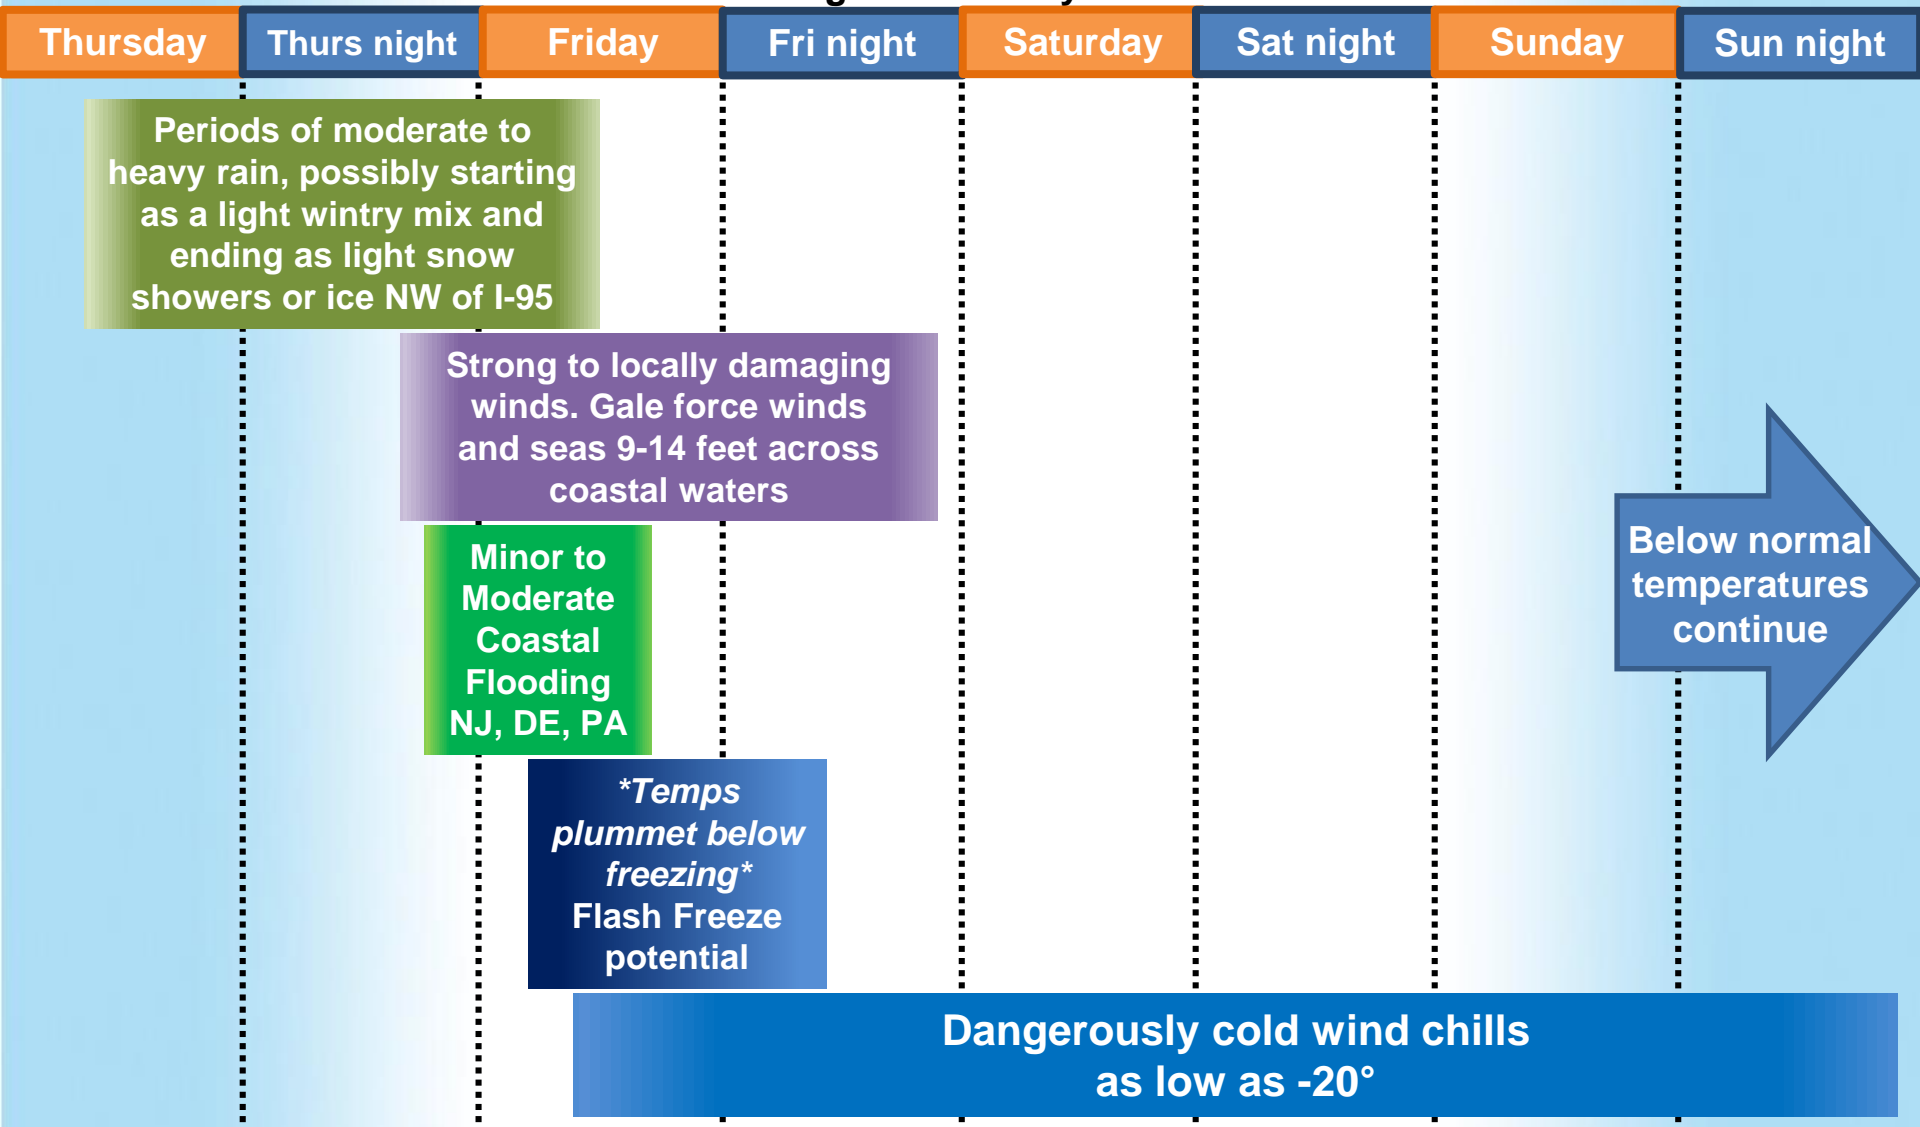 Thursday
Thurs night
Friday
Fri night
Saturday
Sat night
Sunday
Sun night
Periods of moderate to
heavy rain, possibly starting
as a light wintry mix and
ending as light snow
showers or ice NW of I-95
Strong to locally damaging
winds. Gale force winds
and seas 9-14 feet across
coastal waters
Minor to
Moderate
Coastal
Flooding
NJ, DE, PA
Below normal
temperatures
continue
*Temps
plummet below
freezing*
Flash Freeze
potential
Dangerously cold wind chills
as low as -20°